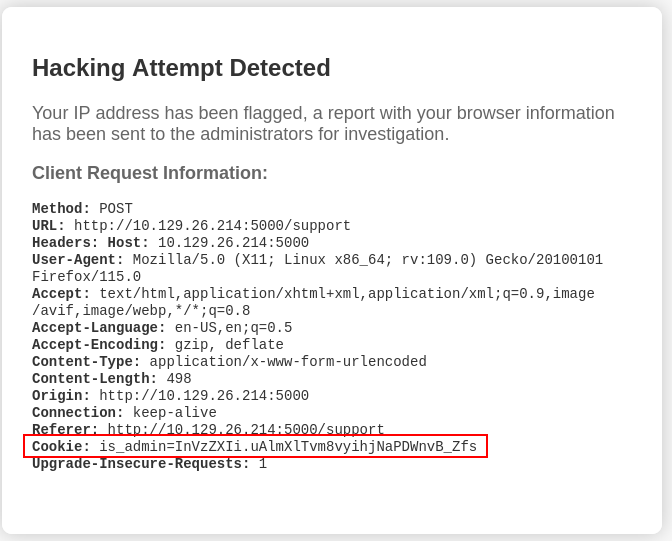 Hacking Attempt Detected
Your IP address has been flagged, a report with your browser information
has been sent to the administrators for investigation.
Client Request Information:
Method: POST
URL: http://10.129.26.214:5000/support
Headers: Host: 10.129.26.214:5000
User-Agent: Mozilla/5.0 (X11; Linux x86_64; rv:109.0) Gecko/20100101
Firefox/115.0
Accept: text/html,application/xhtml+xml,application/xml;q=0.9,image
/avif,image/webp,*/*;q=0.8
Accept-Language: en-US,en;q=0.5
Accept-Encoding: gzip, deflate
Content-Type: application/x-www-form-urlencoded
Content-Length: 498
Origin: http://10.129.26.214:5000
Connection: keep-alive
Referer: http://10.129.26.214:5000/support
Cookie: is_admin=InVzZXIi.uAlmXlTvm8vyihjNaPDWnvB_Zfs
Upgrade-Insecure-Requests: 1